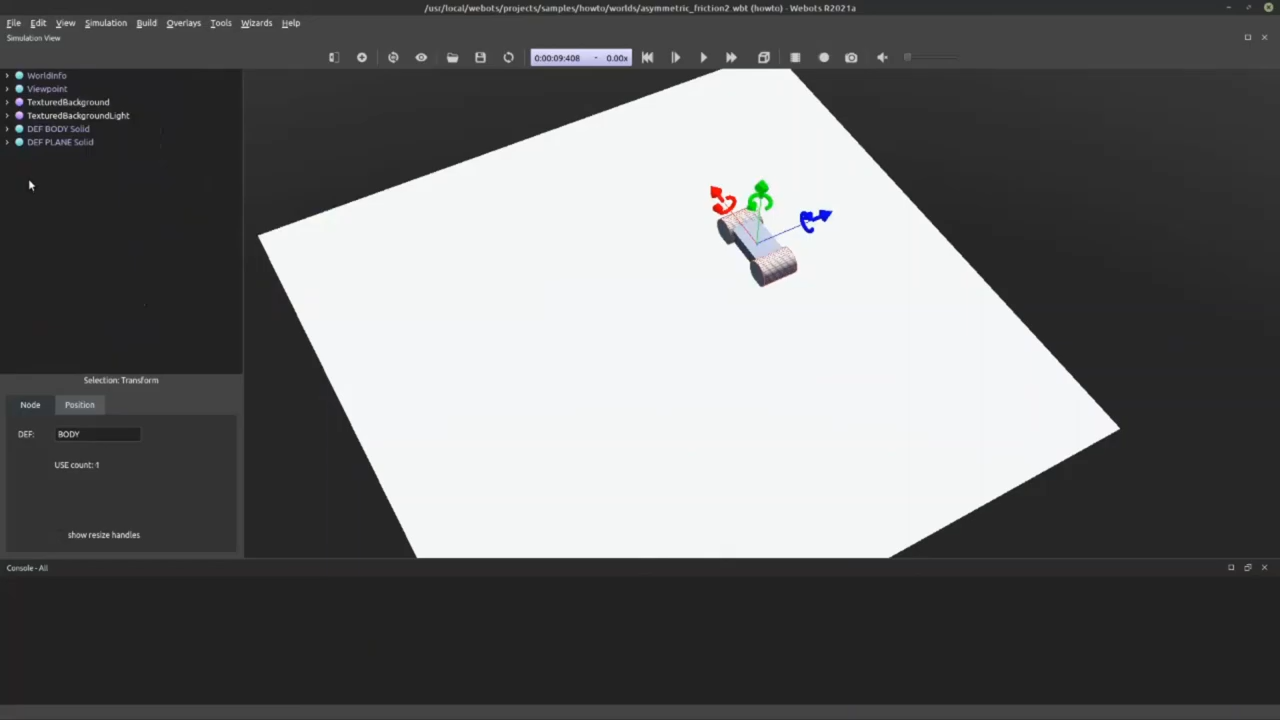 /usr/local/webots/projects/samples/howto/worlds/asymmetric_friction2.wbt (howto) - Webots R2021a
File Edit View Simulation Build Overlays Tools Scripts Wizards Help
Simulation View
0:00:09:408 - 0.00x
WorldInfo
Viewpoint
TexturedBackground
TexturedBackgroundLight
DEF BODY Solid
DEF PLANE Solid
Selection: Transform
Node Position
DEF: BODY
USE count: 1
show resize handles
Console - All